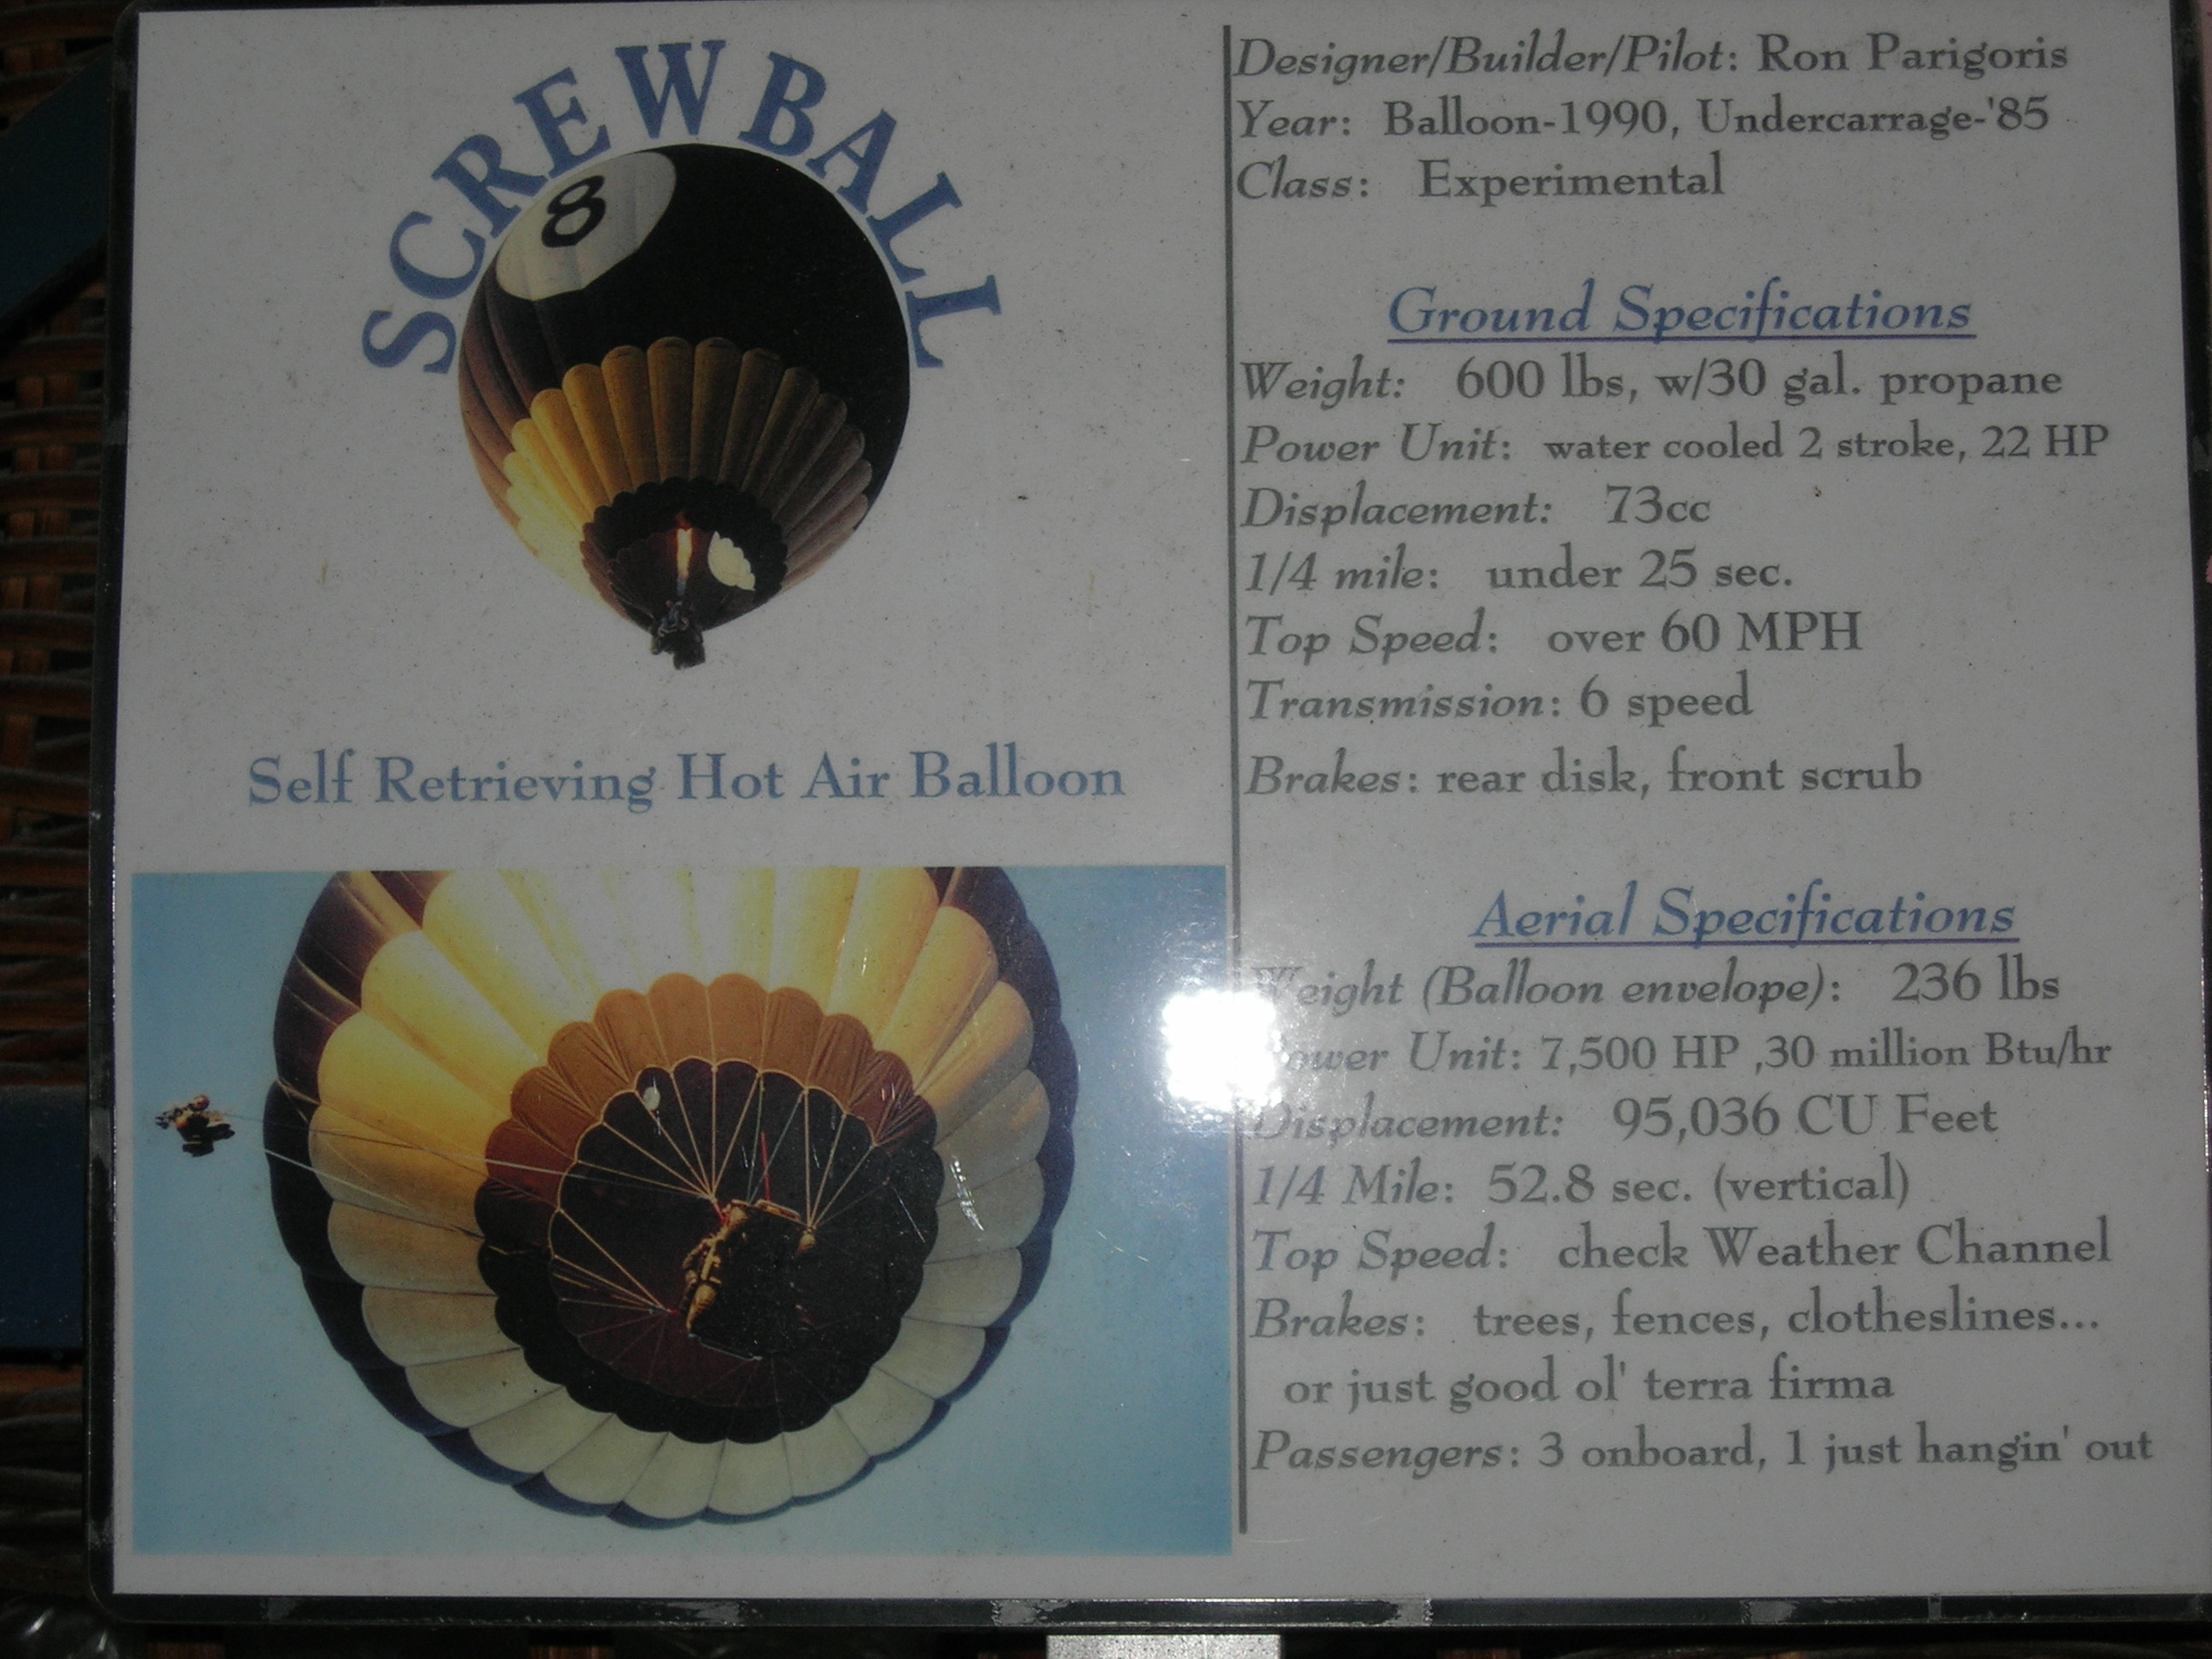 SCREWBALL
8
Self Retrieving Hot Air Balloon
Designer/Builder/Pilot: Ron Parigoris
Year: Balloon-1990, Undercarrage-'85
Class: Experimental
Ground Specifications
Weight: 600 lbs, w/30 gal. propane
Power Unit: water cooled 2 stroke, 22 HP
Displacement: 73cc
1/4 mile: under 25 sec.
Top Speed: over 60 MPH
Transmission: 6 speed
Brakes: rear disk, front scrub
Aerial Specifications
Weight (Balloon envelope): 236 lbs
Power Unit: 7,500 HP ,30 million Btu/hr
Displacement: 95,036 CU Feet
1/4 Mile: 52.8 sec. (vertical)
Top Speed: check Weather Channel
Brakes: trees, fences, clotheslines...
or just good ol' terra firma
Passengers: 3 onboard, 1 just hangin' out